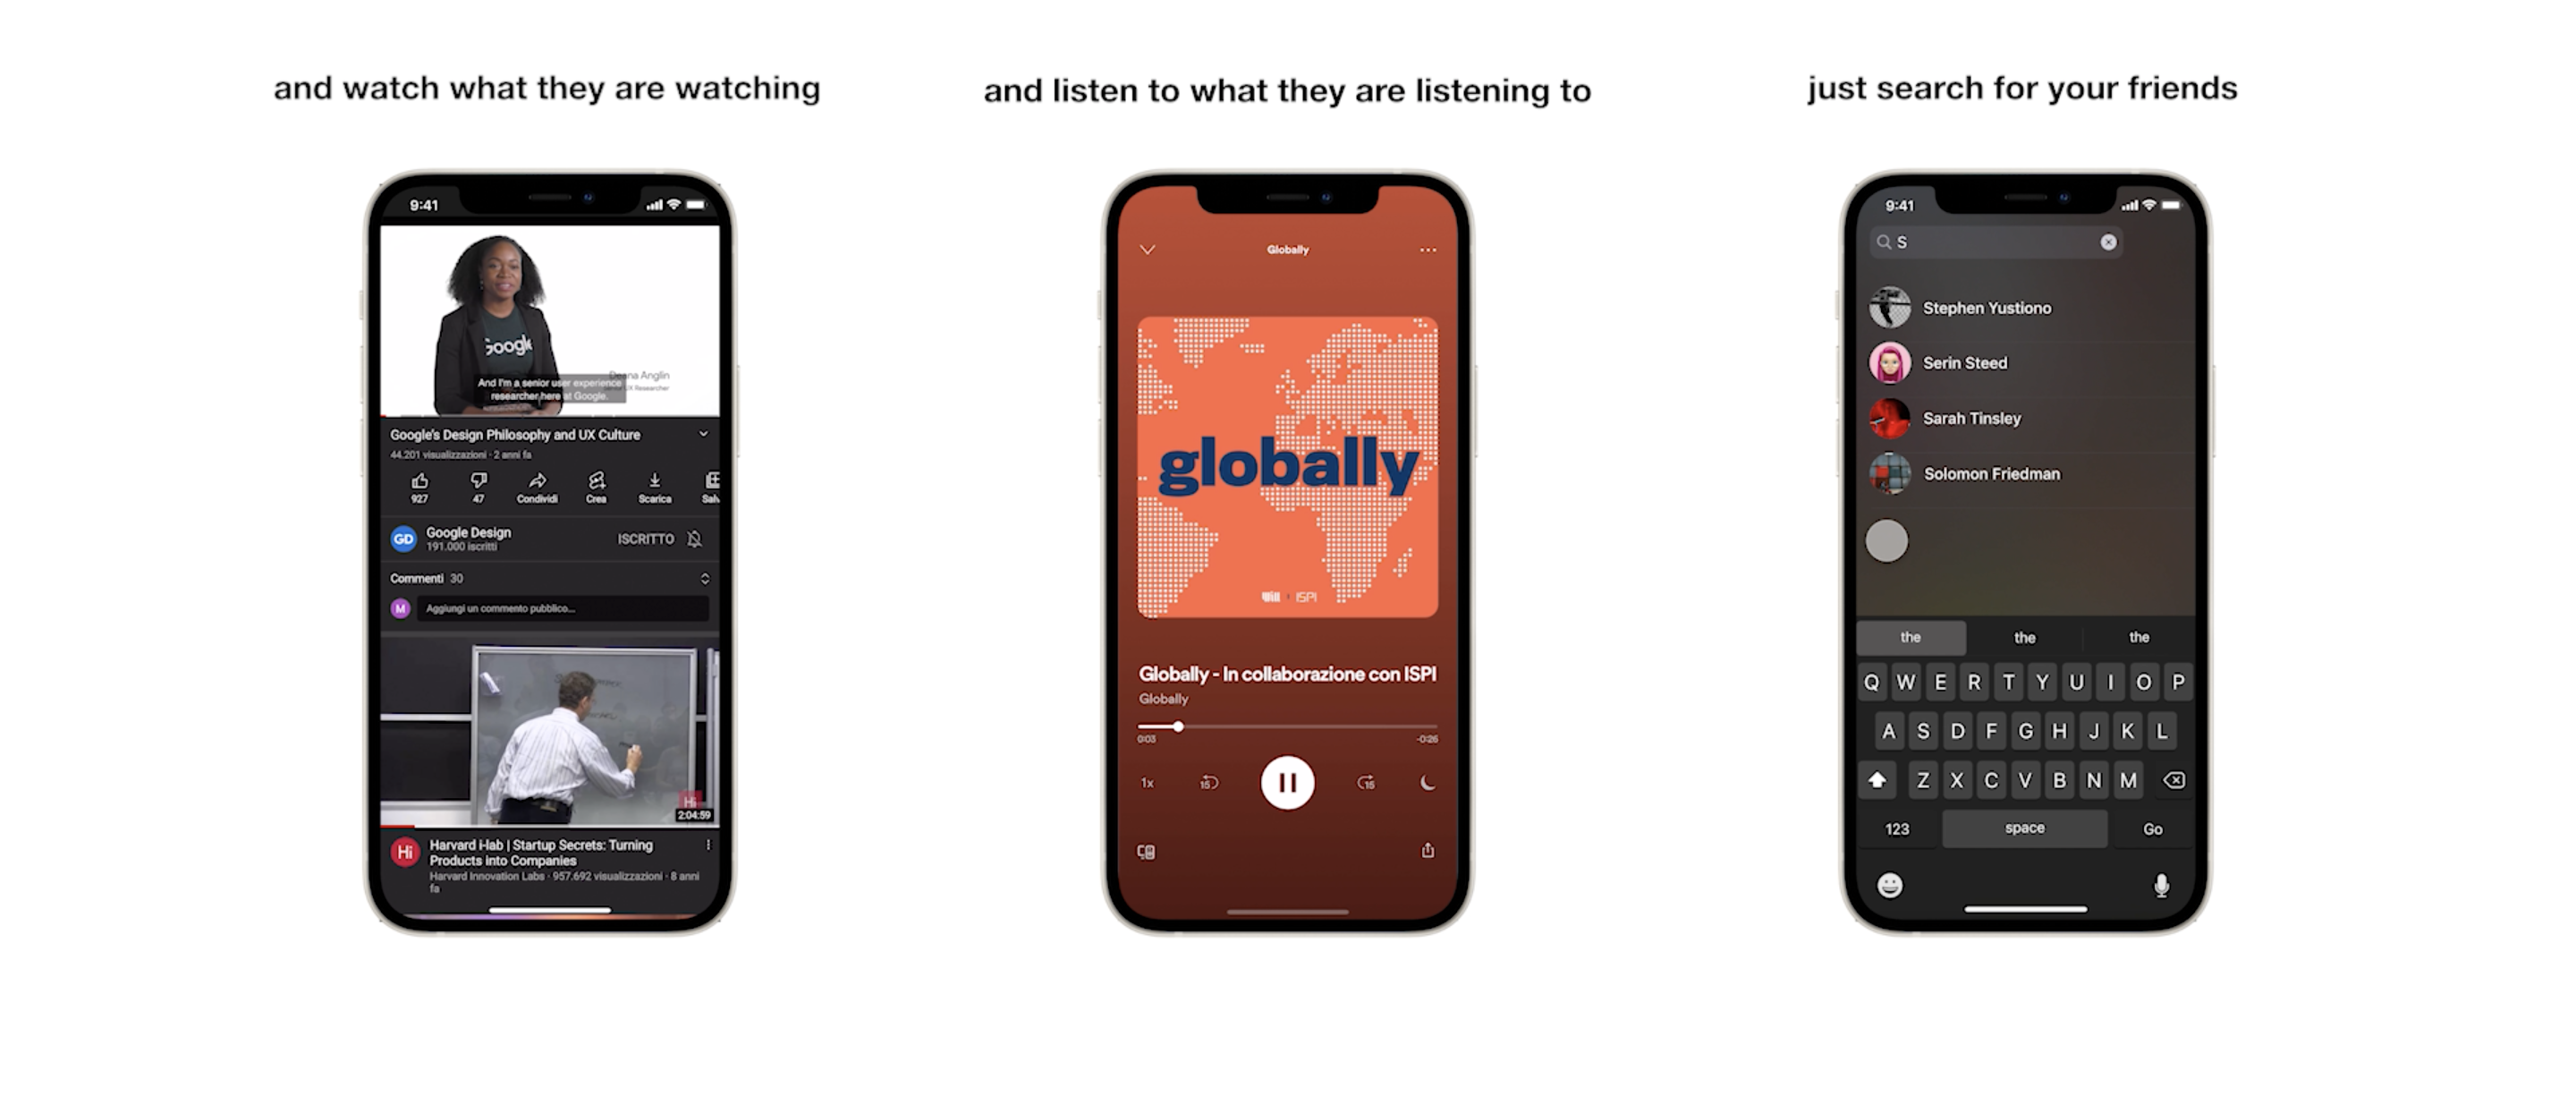 and watch what they are watching
9:41
Google
Deana Anglin
UX Researcher
And I'm a senior user experience
researcher here at Google.
Google's Design Philosophy and UX Culture
44.201 visualizzazioni · 2 anni fa
927
47
Condividi
Crea
Scarica
Salv
GD
Google Design
191.000 iscritti
ISCRITTO
Commenti 30
M
Aggiungi un commento pubblico...
Hi
2:04:59
Hi
Harvard i-lab | Startup Secrets: Turning
Products into Companies
Harvard Innovation Labs · 957.692 visualizzazioni · 8 anni
fa
and listen to what they are listening to
Globally
globally
will ISPI
Globally - In collaborazione con ISPI
Globally
0:03
-0:26
1x
15
15
just search for your friends
9:41
S
Stephen Yustiono
Serin Steed
Sarah Tinsley
Solomon Friedman
the the the
Q W E R T Y U I O P
A S D F G H J K L
Z X C V B N M
123 space Go